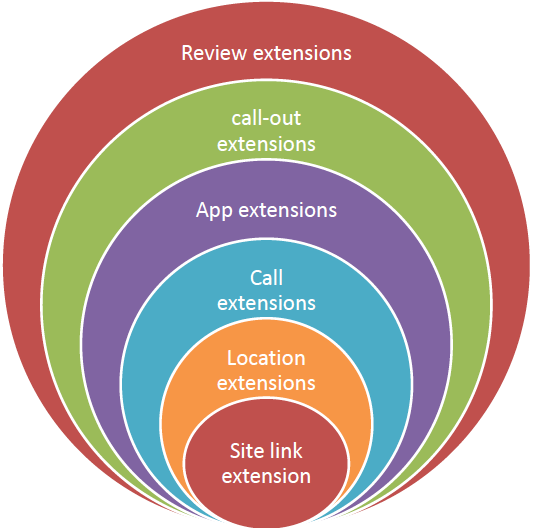 Review extensions
call-out
extensions
App extensions
Call
extensions
Location
extensions
Site link
extension